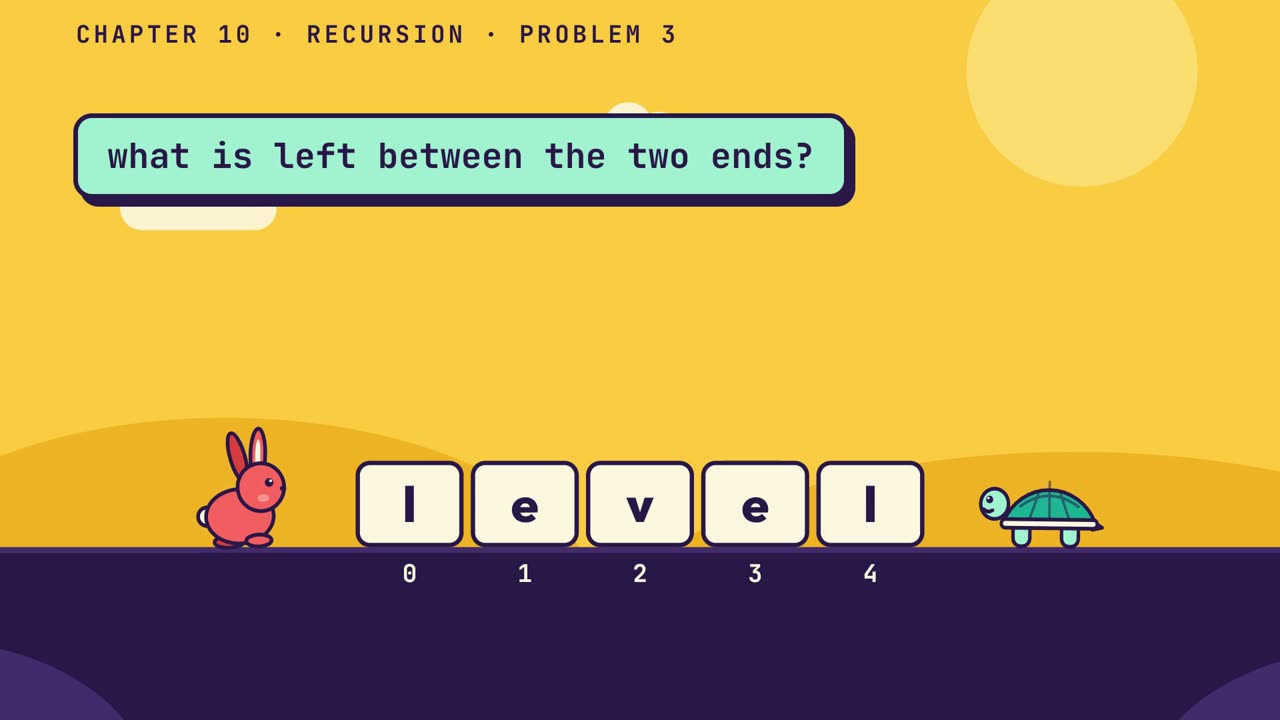 CHAPTER 10 · RECURSION · PROBLEM 3
what is left between the two ends?
l e v e l
0 1 2 3 4